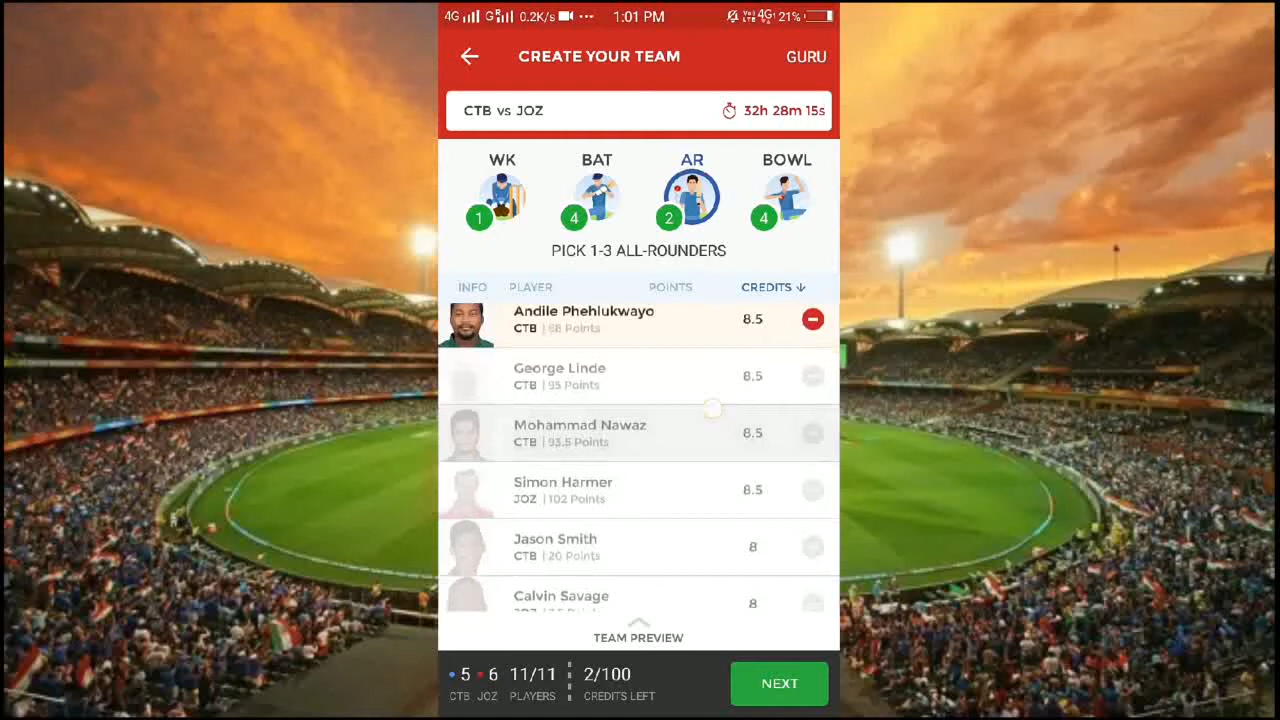 4G G R 0.2K/s ••• 1:01 PM VoI LTE 4G 21%
CREATE YOUR TEAM GURU
CTB vs JOZ 32h 28m 15s
WK BAT AR BOWL
1 4 2 4
PICK 1-3 ALL-ROUNDERS
INFO PLAYER POINTS CREDITS ↓
Andile Phehlukwayo
CTB | 68 Points 8.5
George Linde
CTB | 95 Points 8.5
Mohammad Nawaz
CTB | 93.5 Points 8.5
Simon Harmer
JOZ | 102 Points 8.5
Jason Smith
CTB | 20 Points 8
Calvin Savage 8
TEAM PREVIEW
5 6 11/11 2/100 NEXT
CTB JOZ PLAYERS CREDITS LEFT